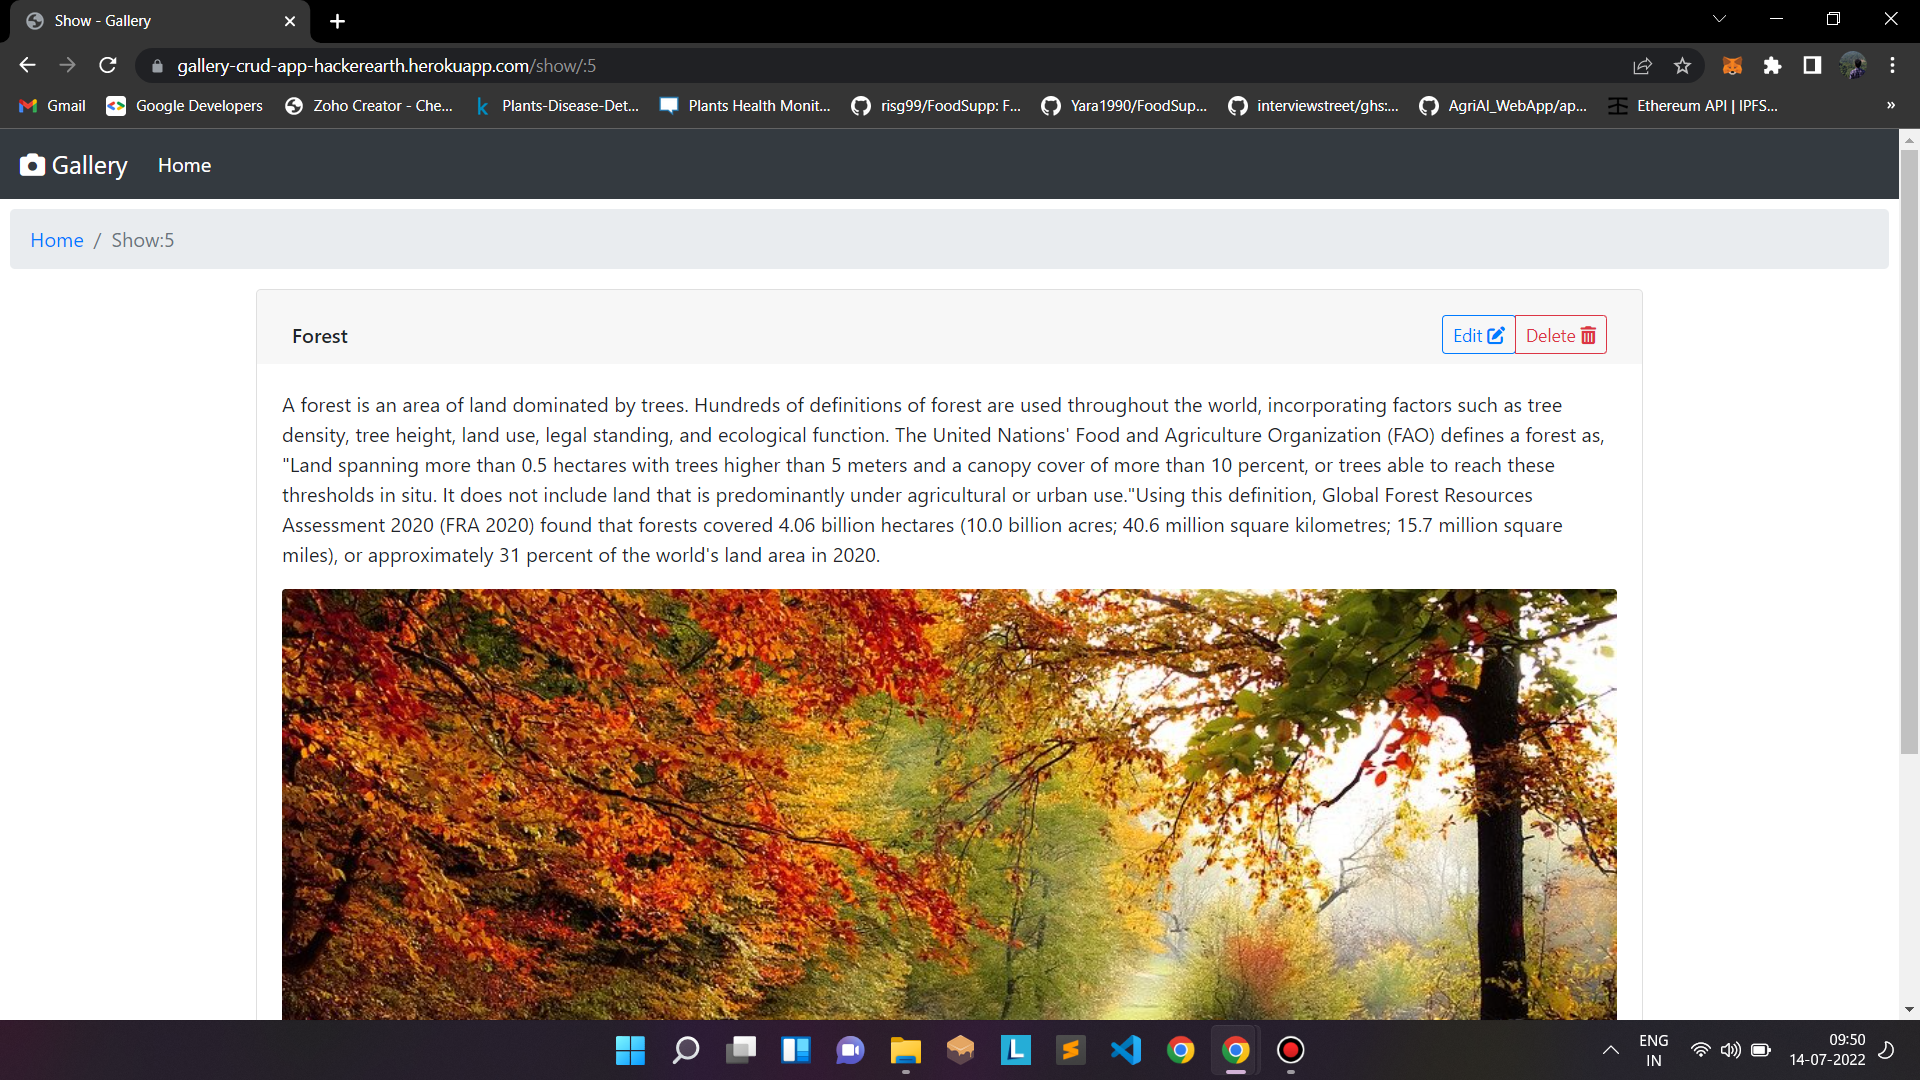 Show - Gallery
gallery-crud-app-hackerearth.herokuapp.com/show/:5
Gmail Google Developers Zoho Creator - Che... Plants-Disease-Det... Plants Health Monit... risg99/FoodSupp: F... Yara1990/FoodSup... interviewstreet/ghs:... AgriAI_WebApp/ap... Ethereum API | IPFS... »
Gallery Home
Home / Show:5
Forest Edit Delete
A forest is an area of land dominated by trees. Hundreds of definitions of forest are used throughout the world, incorporating factors such as tree
density, tree height, land use, legal standing, and ecological function. The United Nations' Food and Agriculture Organization (FAO) defines a forest as,
"Land spanning more than 0.5 hectares with trees higher than 5 meters and a canopy cover of more than 10 percent, or trees able to reach these
thresholds in situ. It does not include land that is predominantly under agricultural or urban use."Using this definition, Global Forest Resources
Assessment 2020 (FRA 2020) found that forests covered 4.06 billion hectares (10.0 billion acres; 40.6 million square kilometres; 15.7 million square
miles), or approximately 31 percent of the world's land area in 2020.
ENG
IN
09:50
14-07-2022